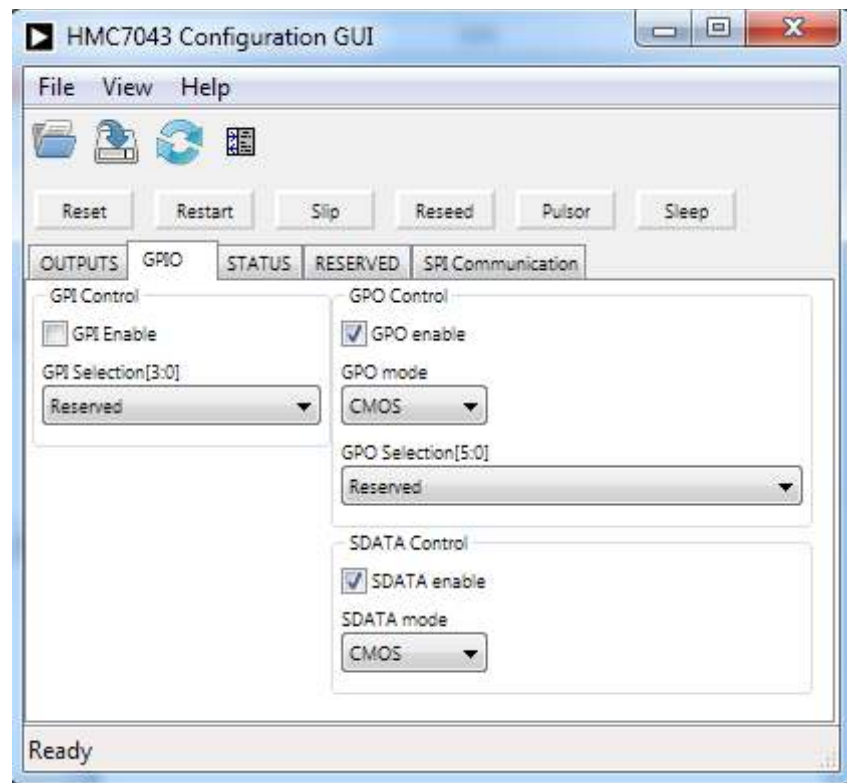 HMC7043 Configuration GUI
File View Help
Reset Restart Slip Reseed Pulsor Sleep
OUTPUTS GPIO STATUS RESERVED SPI Communication
GPI Control
GPI Enable
GPI Selection[3:0]
Reserved
GPO Control
GPO enable
GPO mode
CMOS
GPO Selection[5:0]
Reserved
SDATA Control
SDATA enable
SDATA mode
CMOS
Ready